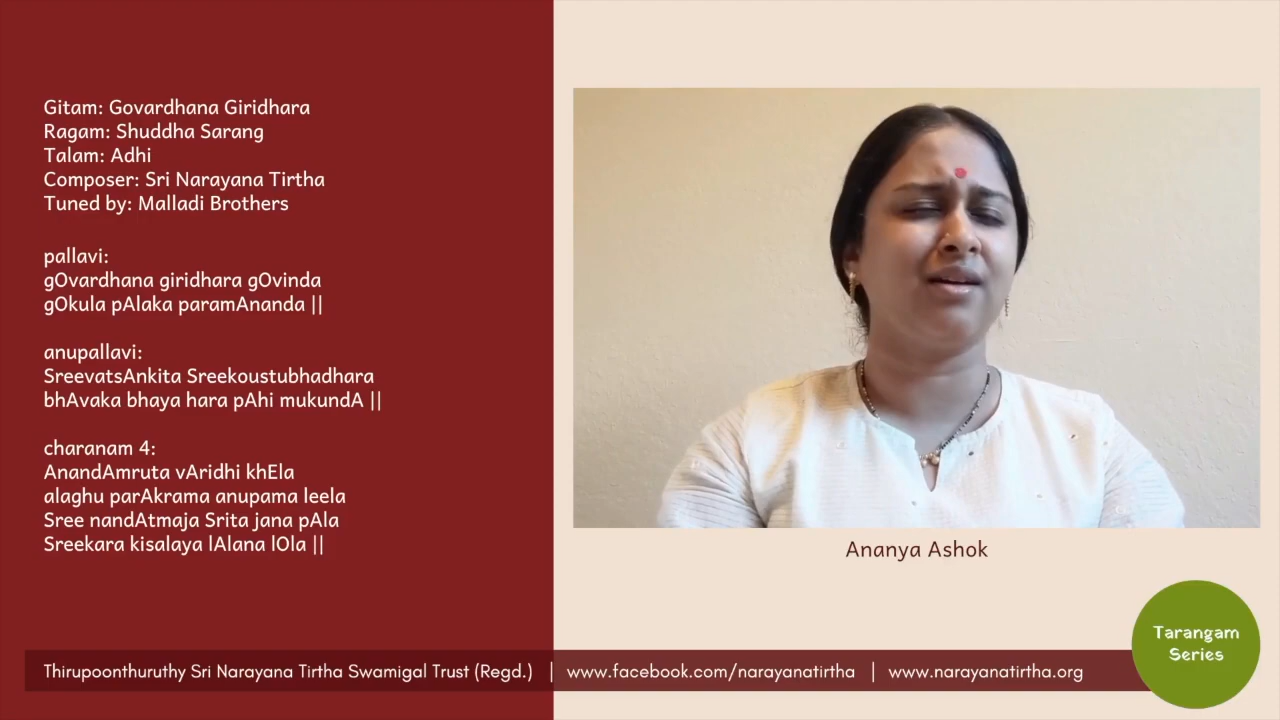 Gitam: Govardhana Giridhara
Ragam: Shuddha Sarang
Talam: Adhi
Composer: Sri Narayana Tirtha
Tuned by: Malladi Brothers
pallavi:
gOvardhana giridhara gOvinda
gOkula pAlaka paramAnanda ||
anupallavi:
SreevatsAnkita Sreekoustubhadhara
bhAvaka bhaya hara pAhi mukundA ||
charanam 4:
AnandAmruta vAridhi khEla
alaghu parAkrama anupama leela
Sree nandAtmaja Srita jana pAla
Sreekara kisalaya lAlana lOla ||
Ananya Ashok
Tarangam
Series
Thirupoonthuruthy Sri Narayana Tirtha Swamigal Trust (Regd.) | www.facebook.com/narayanatirtha | www.narayanatirtha.org